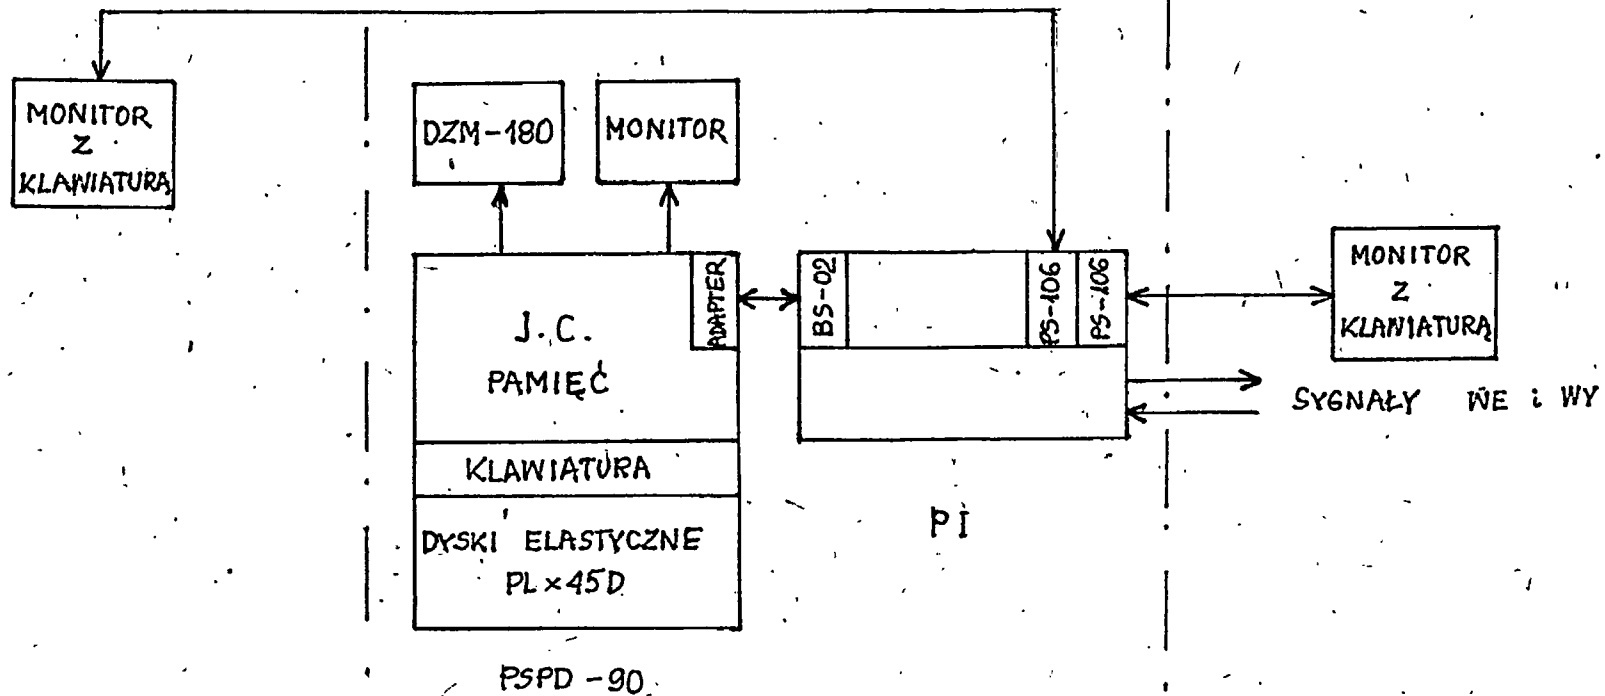 MONITOR
Z
KLAWIATURĄ
DZM-180
MONITOR
J.C.
PAMIĘĆ
ADAPTER
BS-02
PS-106
PS-106
MONITOR
Z
KLAWIATURĄ
SYGNAŁY WE i WY
KLAWIATURA
DYSKI ELASTYCZNE
PL×45D
PI
PSPD-90